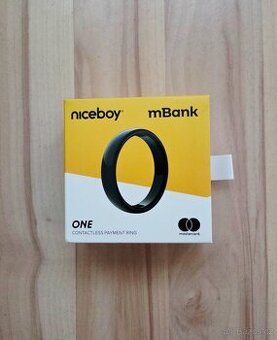 niceboy® mBank
ONE
CONTACTLESS PAYMENT RING
mastercard